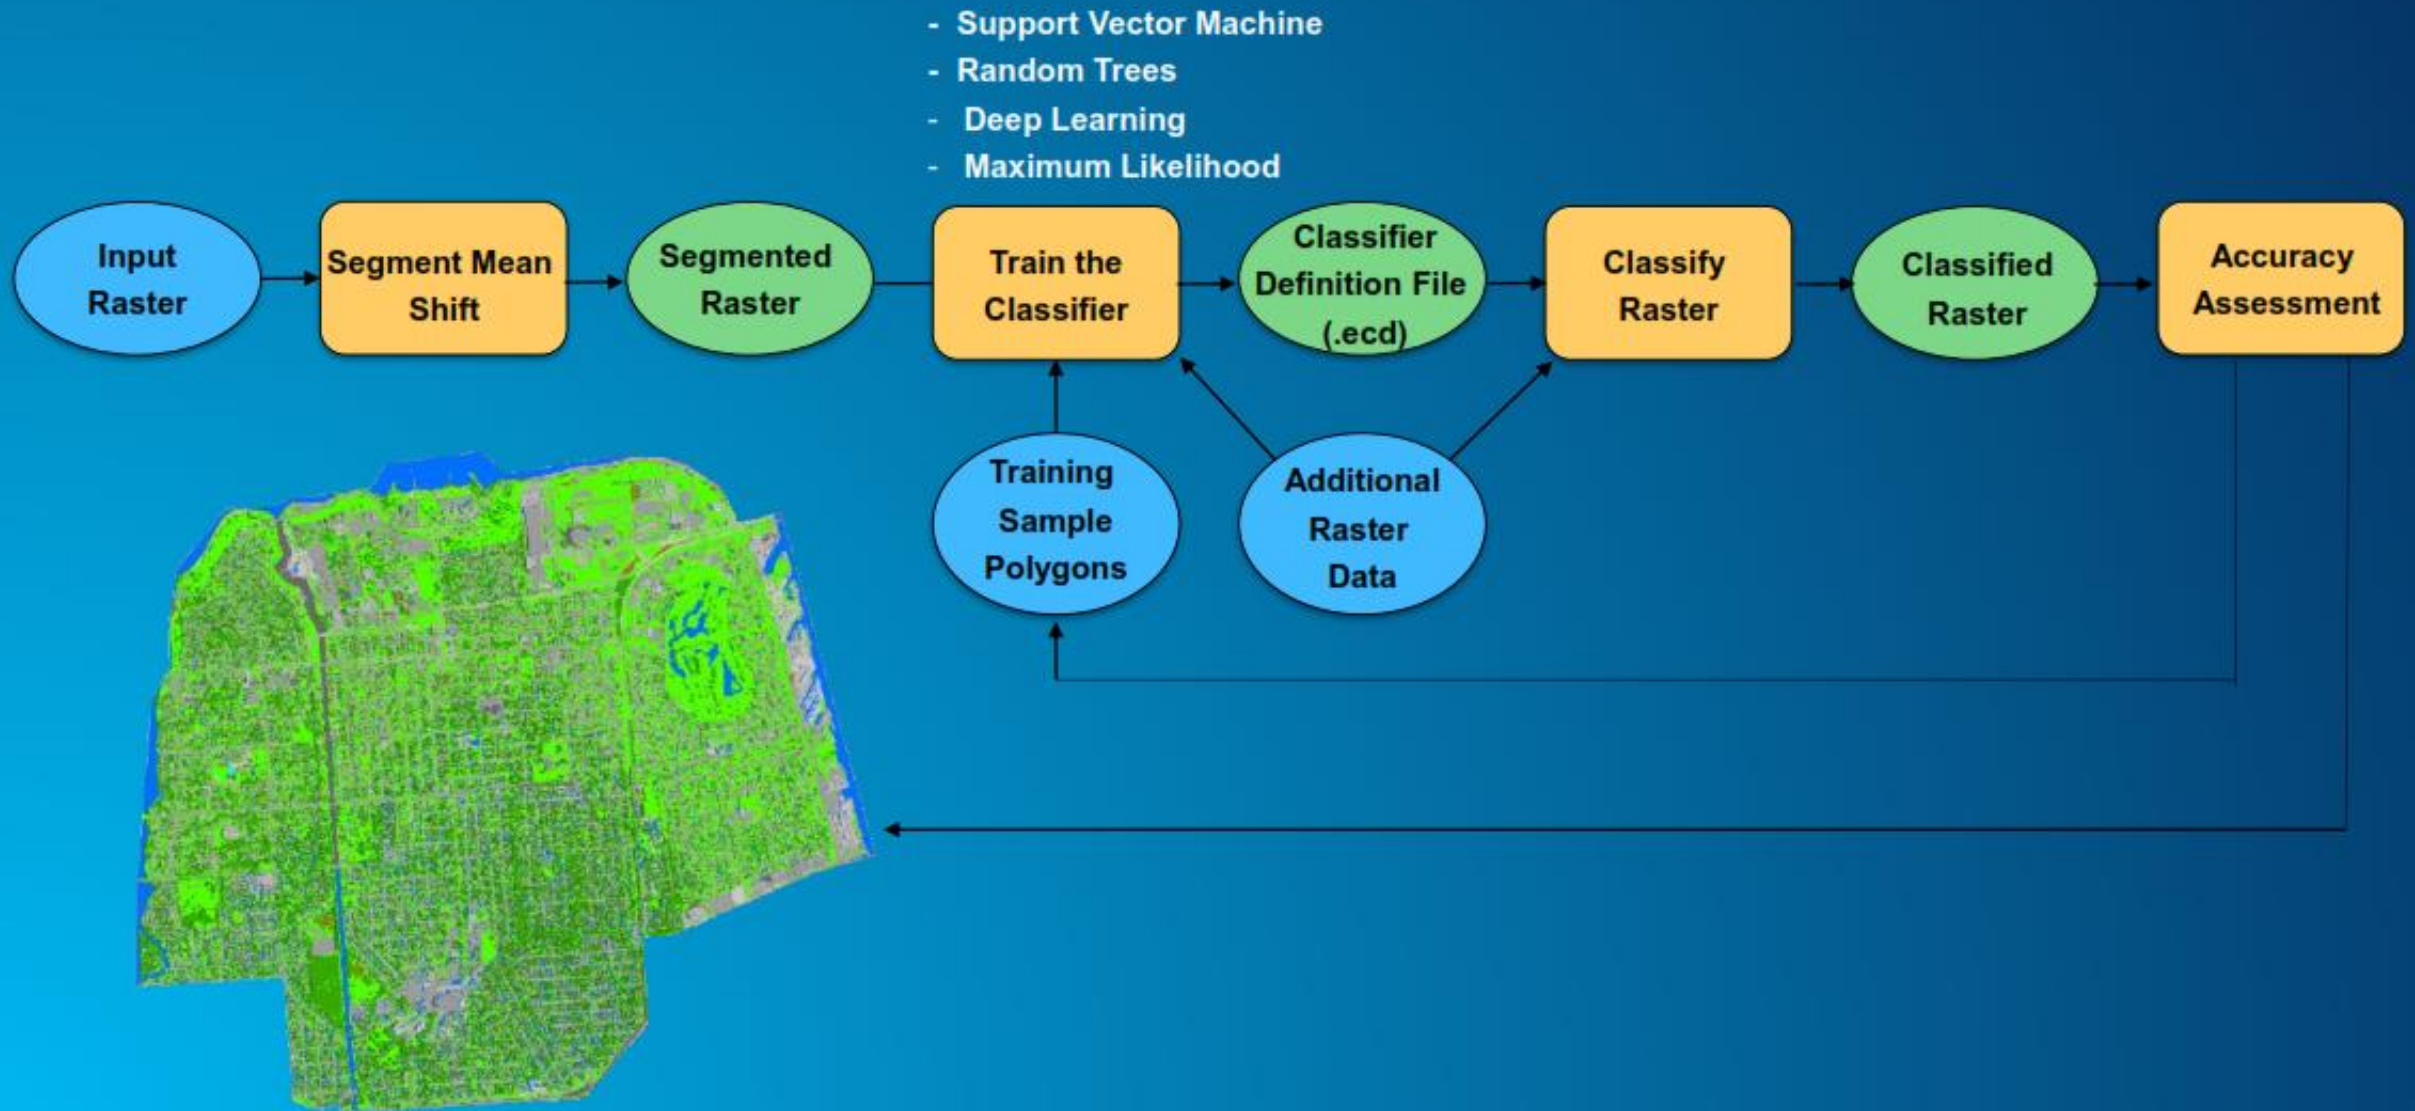 - Support Vector Machine
- Random Trees
- Deep Learning
- Maximum Likelihood
Input
Raster
Segment Mean
Shift
Segmented
Raster
Train the
Classifier
Classifier
Definition File
(.ecd)
Classify
Raster
Classified
Raster
Accuracy
Assessment
Training
Sample
Polygons
Additional
Raster
Data